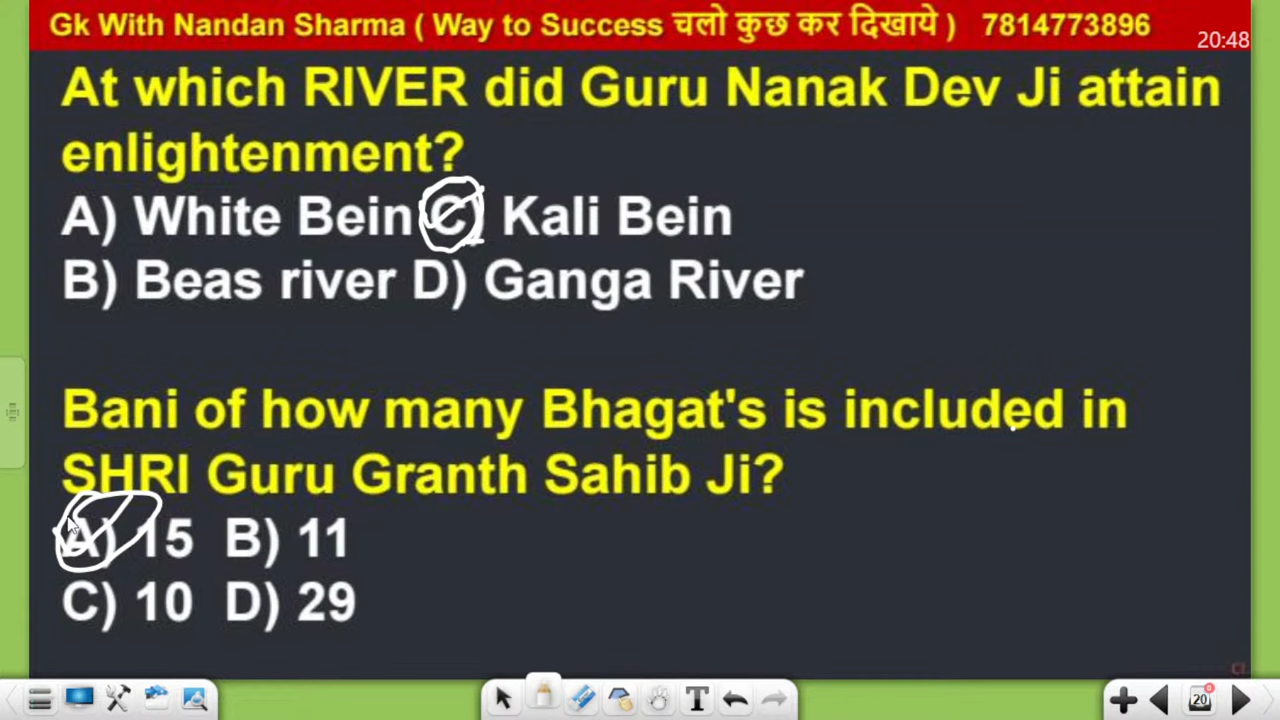 Gk With Nandan Sharma ( Way to Success चलो कुछ कर दिखाये ) 7814773896
20:48
At which RIVER did Guru Nanak Dev Ji attain
enlightenment?
A) White Bein C) Kali Bein
B) Beas river D) Ganga River
Bani of how many Bhagat's is included in
SHRI Guru Granth Sahib Ji?
A) 15 B) 11
C) 10 D) 29
T
20